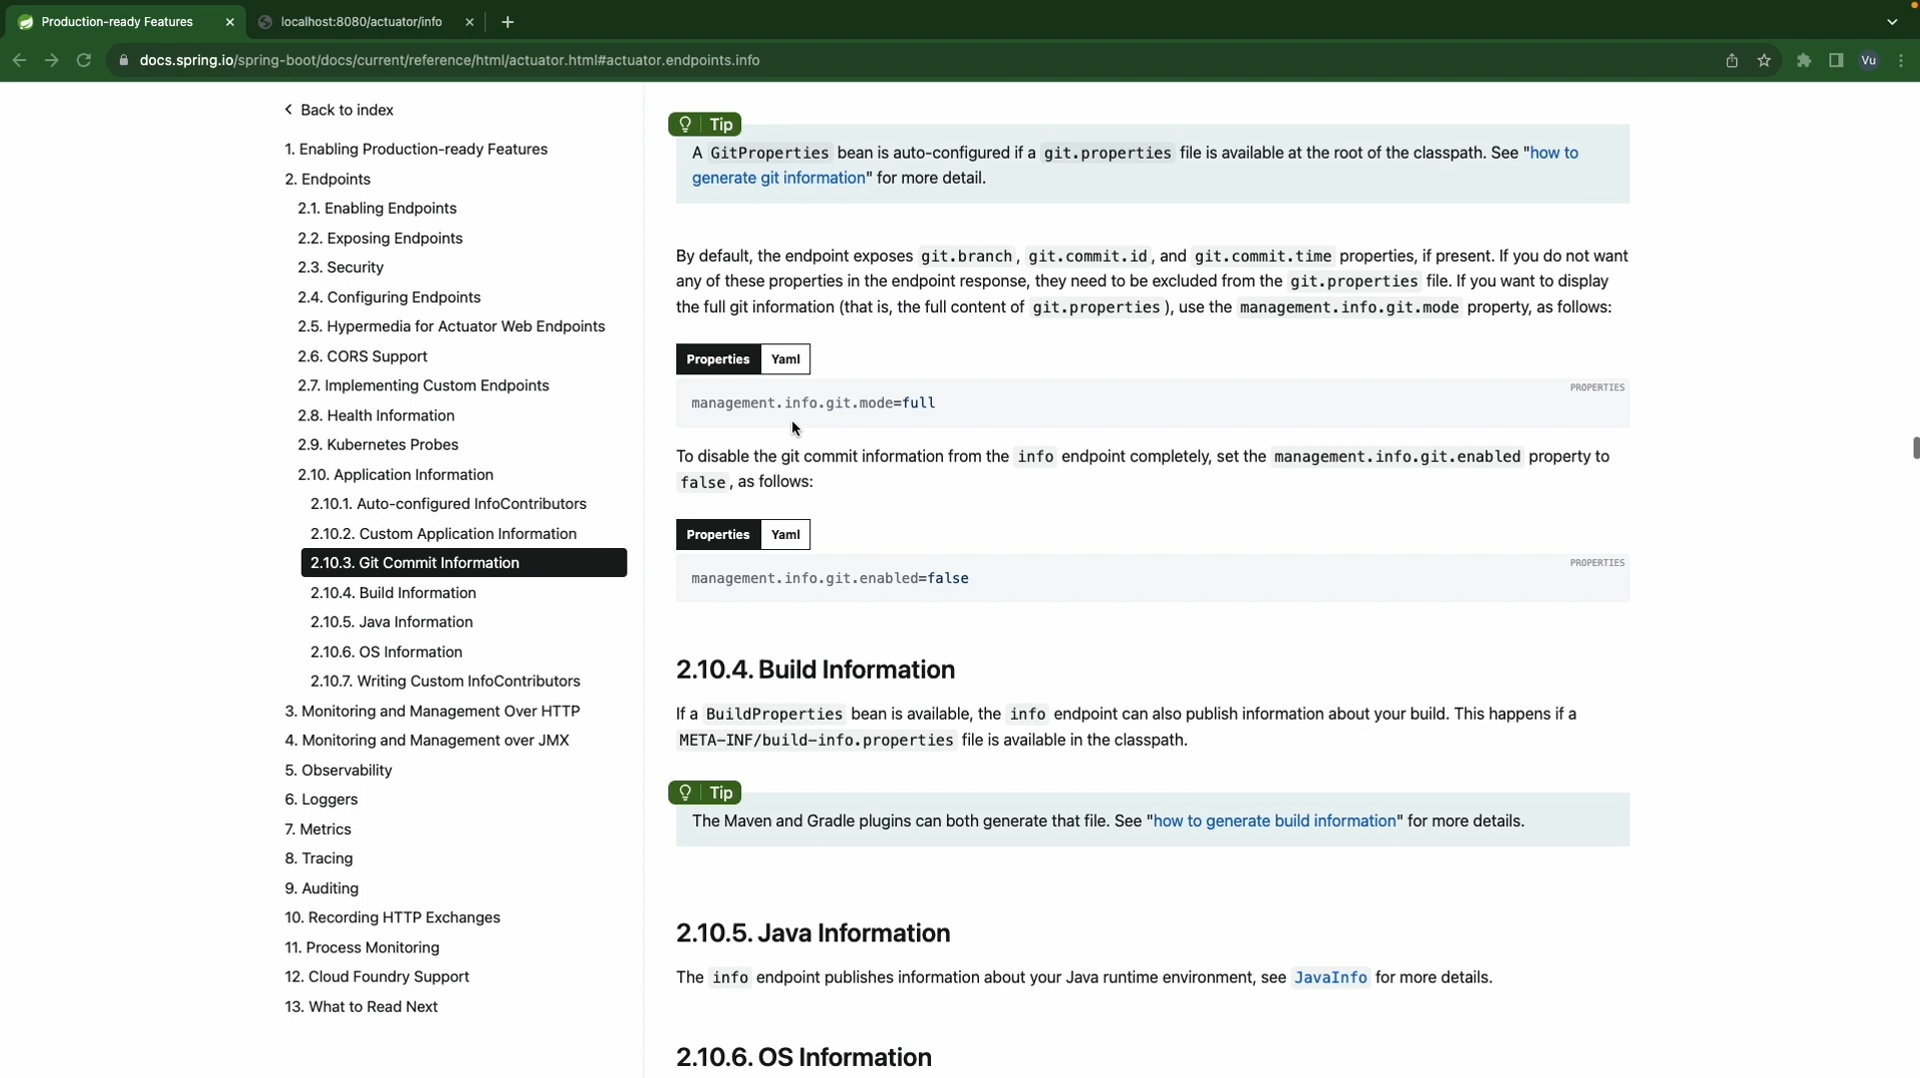 Production-ready Features
localhost:8080/actuator/info
docs.spring.io/spring-boot/docs/current/reference/html/actuator.html#actuator.endpoints.info
Vu
Back to index
1. Enabling Production-ready Features
2. Endpoints
2.1. Enabling Endpoints
2.2. Exposing Endpoints
2.3. Security
2.4. Configuring Endpoints
2.5. Hypermedia for Actuator Web Endpoints
2.6. CORS Support
2.7. Implementing Custom Endpoints
2.8. Health Information
2.9. Kubernetes Probes
2.10. Application Information
2.10.1. Auto-configured InfoContributors
2.10.2. Custom Application Information
2.10.3. Git Commit Information
2.10.4. Build Information
2.10.5. Java Information
2.10.6. OS Information
2.10.7. Writing Custom InfoContributors
3. Monitoring and Management Over HTTP
4. Monitoring and Management over JMX
5. Observability
6. Loggers
7. Metrics
8. Tracing
9. Auditing
10. Recording HTTP Exchanges
11. Process Monitoring
12. Cloud Foundry Support
13. What to Read Next
Tip
A GitProperties bean is auto-configured if a git.properties file is available at the root of the classpath. See "how to
generate git information" for more detail.
By default, the endpoint exposes git.branch, git.commit.id, and git.commit.time properties, if present. If you do not want
any of these properties in the endpoint response, they need to be excluded from the git.properties file. If you want to display
the full git information (that is, the full content of git.properties), use the management.info.git.mode property, as follows:
Properties Yaml
PROPERTIES
management.info.git.mode=full
To disable the git commit information from the info endpoint completely, set the management.info.git.enabled property to
false, as follows:
Properties Yaml
PROPERTIES
management.info.git.enabled=false
2.10.4. Build Information
If a BuildProperties bean is available, the info endpoint can also publish information about your build. This happens if a
META-INF/build-info.properties file is available in the classpath.
Tip
The Maven and Gradle plugins can both generate that file. See "how to generate build information" for more details.
2.10.5. Java Information
The info endpoint publishes information about your Java runtime environment, see JavaInfo for more details.
2.10.6. OS Information